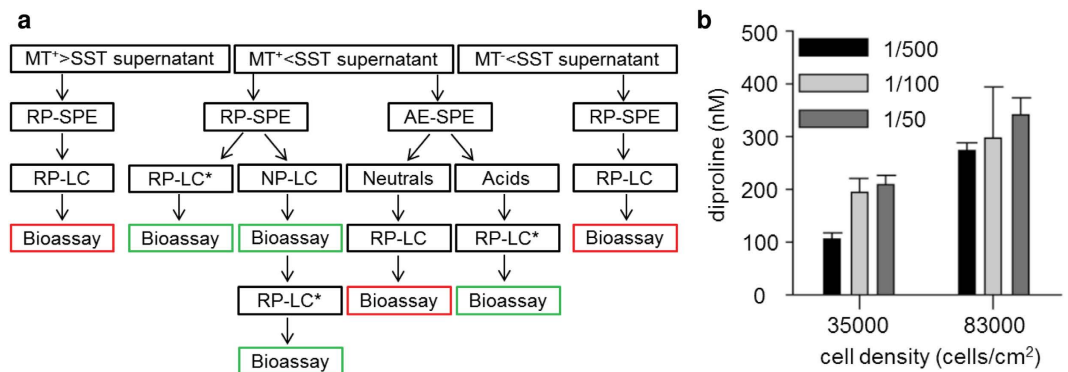 a
MT⁺>SST supernatant MT⁺<SST supernatant MT⁻<SST supernatant
RP-SPE RP-SPE AE-SPE RP-SPE
RP-LC RP-LC* NP-LC Neutrals Acids RP-LC
Bioassay Bioassay Bioassay RP-LC RP-LC* Bioassay
RP-LC* Bioassay Bioassay
Bioassay
b
500
400
300
200
100
0
diproline (nM)
1/500
1/100
1/50
35000 83000
cell density (cells/cm²)